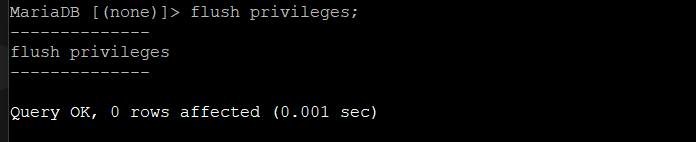 MariaDB [(none)]> flush privileges;
--------------
flush privileges
--------------
Query OK, 0 rows affected (0.001 sec)